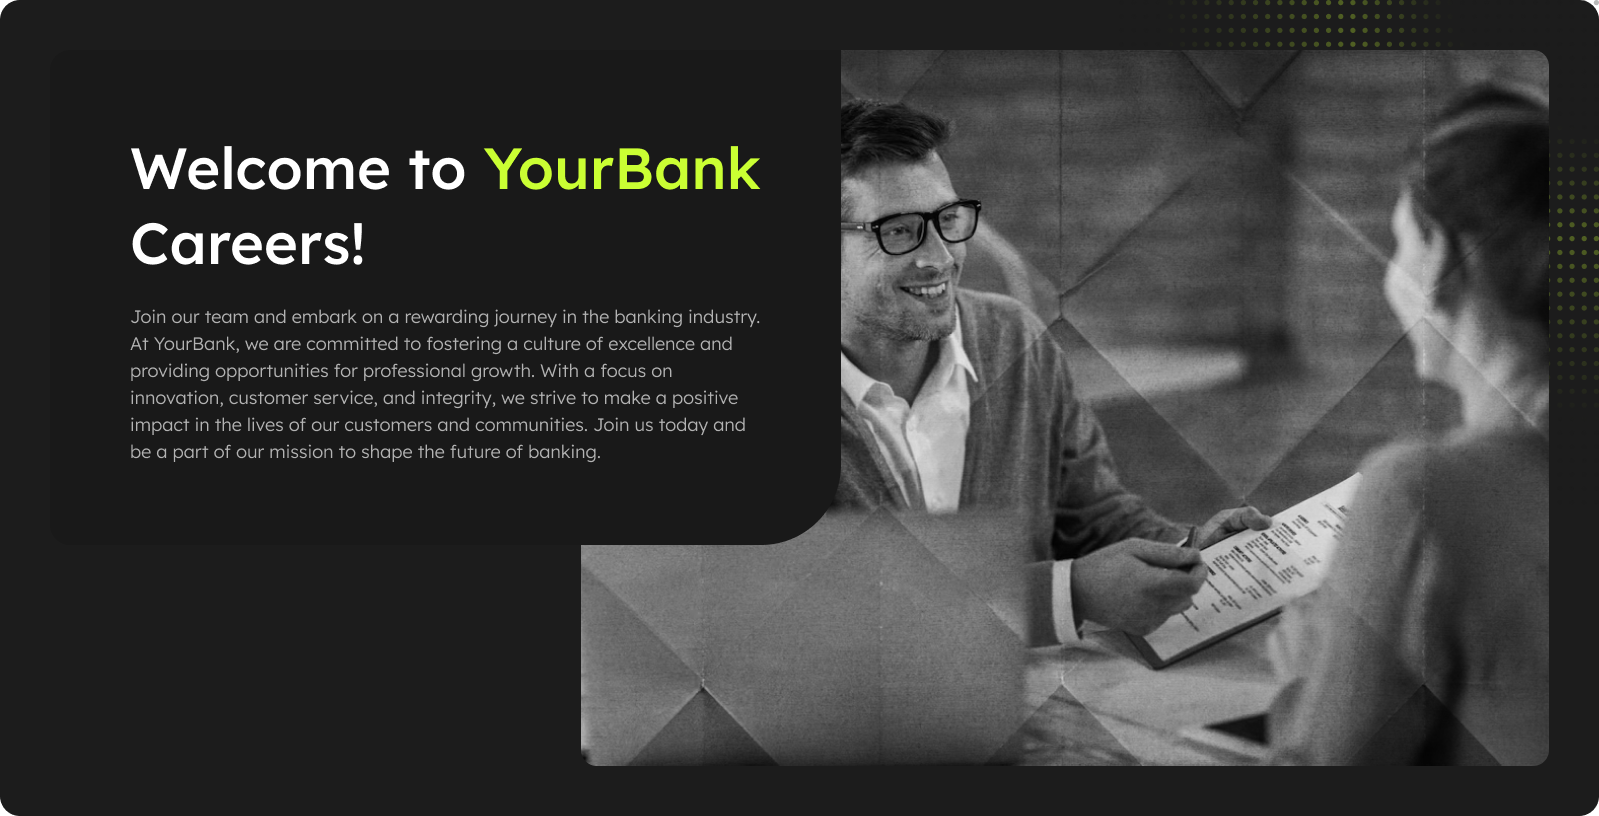 Welcome to YourBank
Careers!
Join our team and embark on a rewarding journey in the banking industry.
At YourBank, we are committed to fostering a culture of excellence and
providing opportunities for professional growth. With a focus on
innovation, customer service, and integrity, we strive to make a positive
impact in the lives of our customers and communities. Join us today and
be a part of our mission to shape the future of banking.